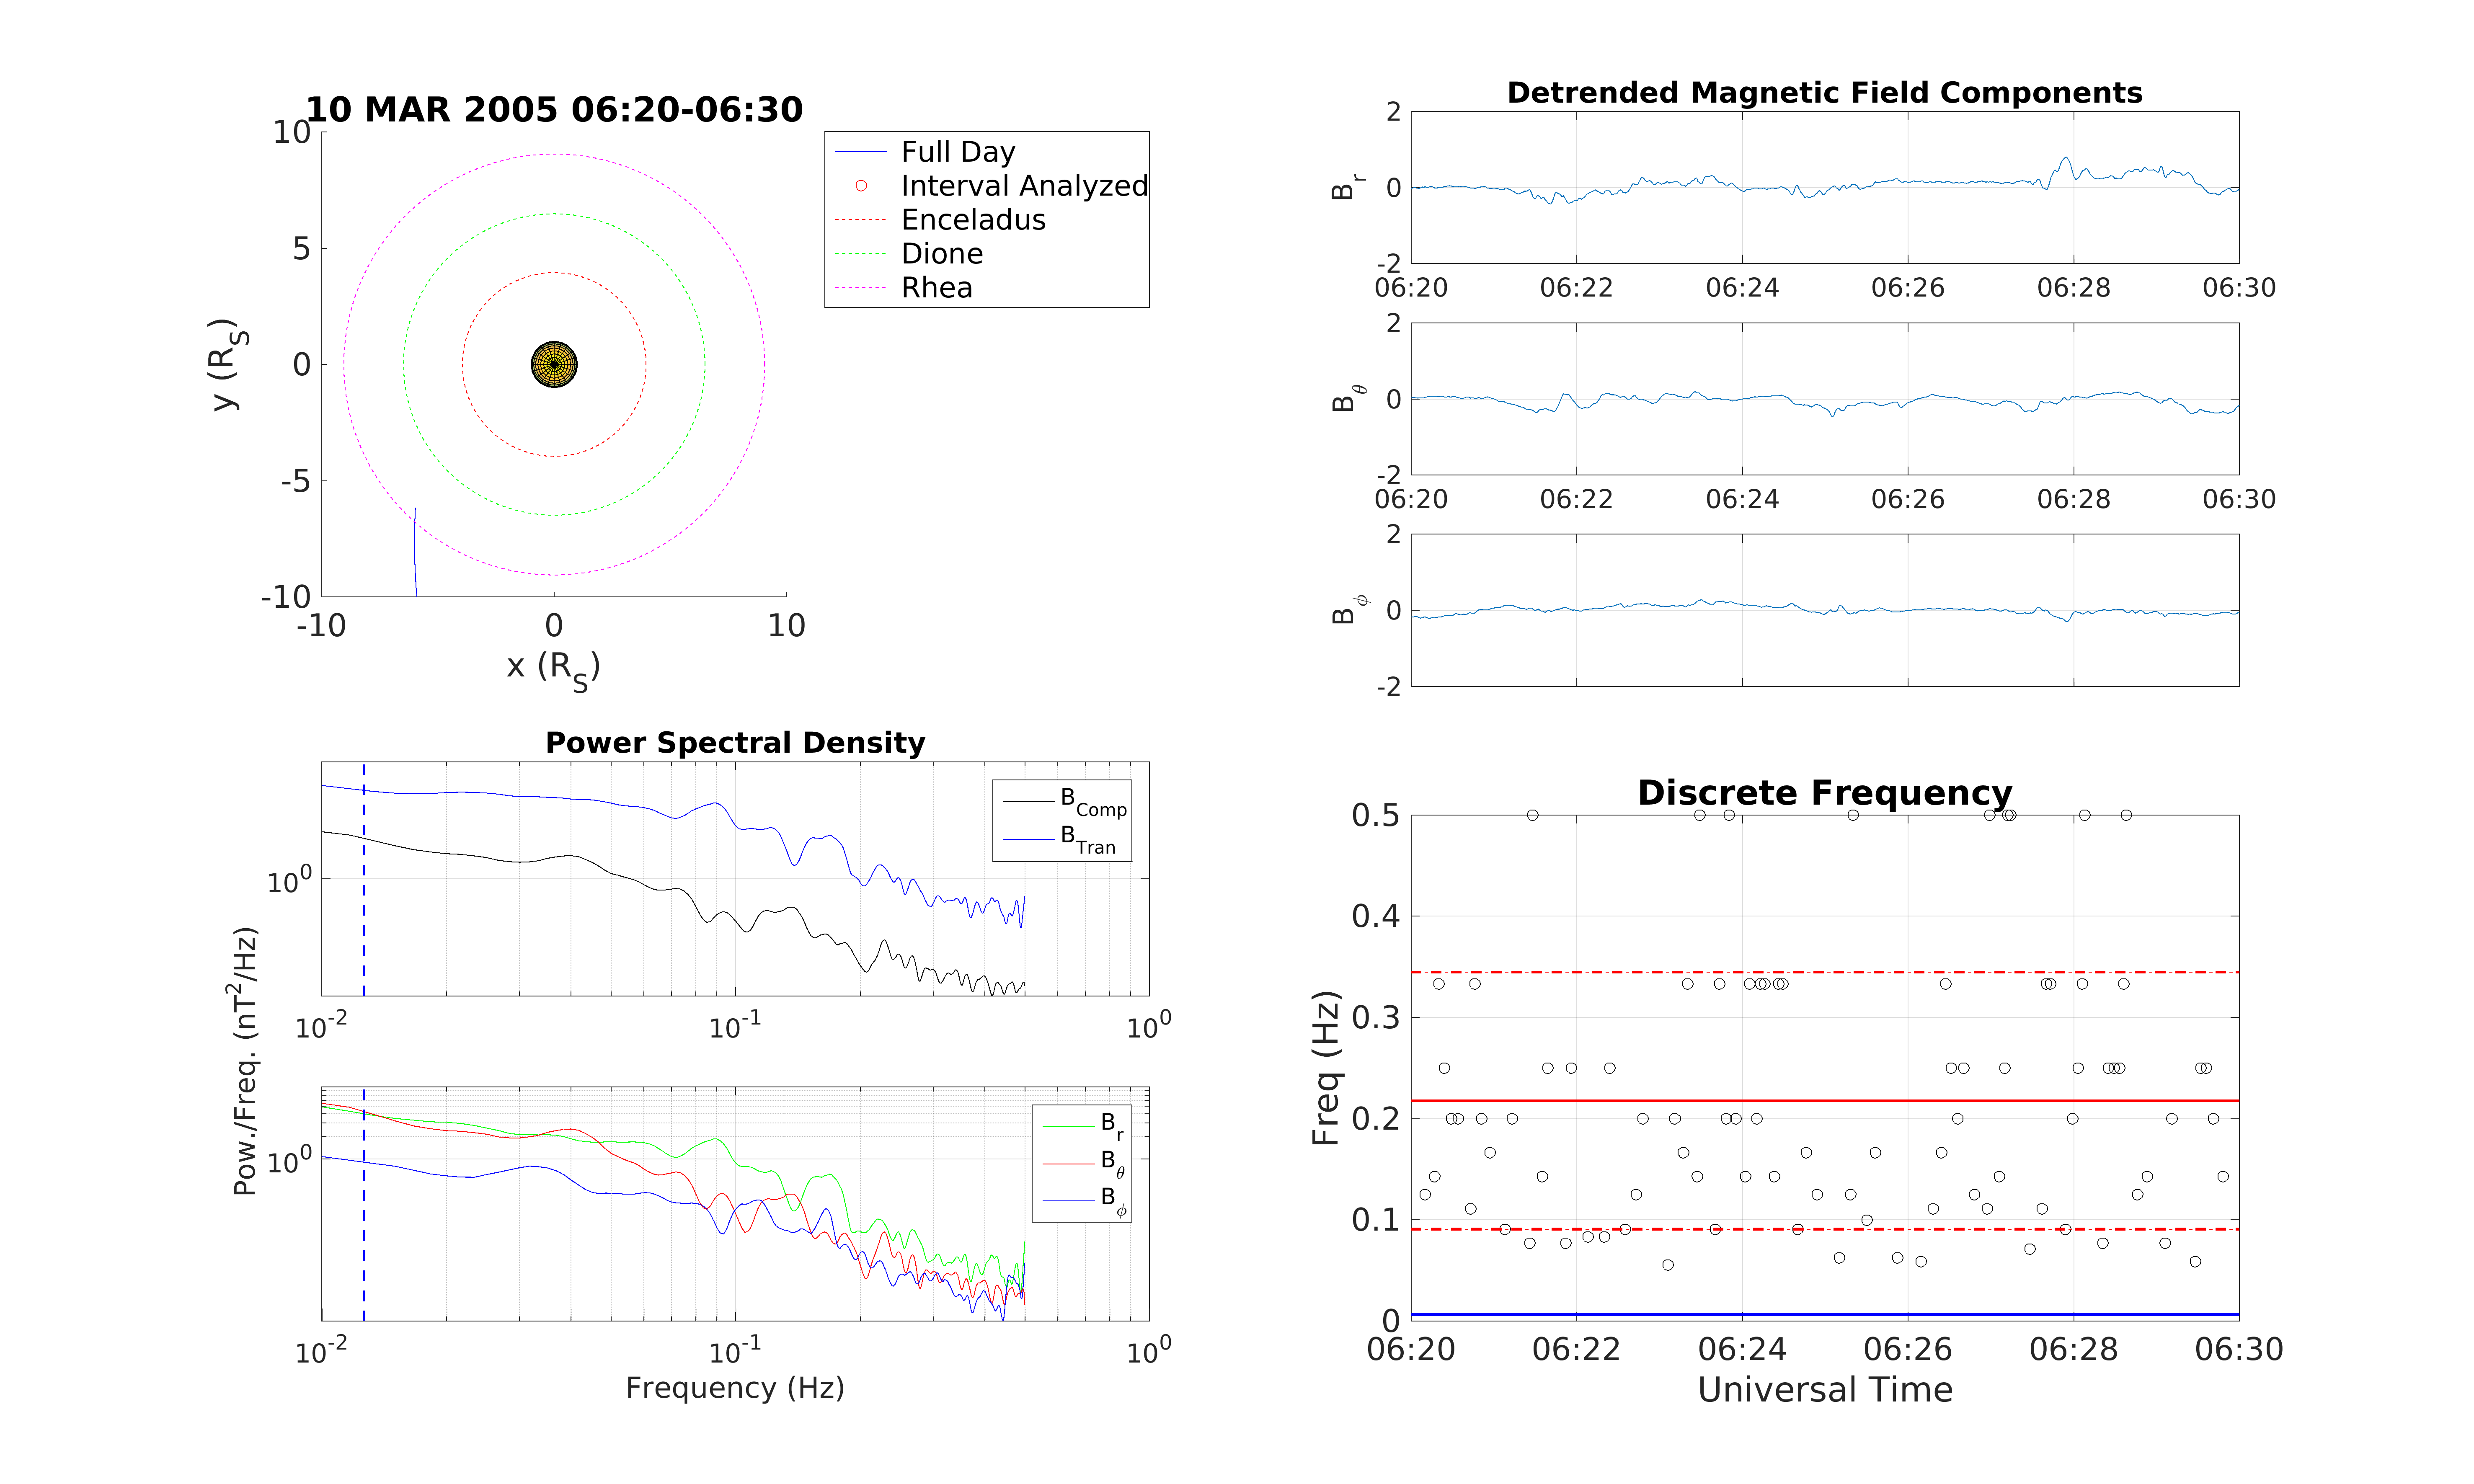 10 MAR 2005 06:20-06:30
10
5
0
-5
-10
-10 0 10
y (R_S)
x (R_S)
Full Day
Interval Analyzed
Enceladus
Dione
Rhea
Detrended Magnetic Field Components
2
0
-2
B_r
06:20 06:22 06:24 06:26 06:28 06:30
2
0
-2
B_θ
06:20 06:22 06:24 06:26 06:28 06:30
2
0
-2
B_ϕ
Power Spectral Density
B_Comp
B_Tran
10^0
10^-2 10^-1 10^0
Pow./Freq. (nT^2/Hz)
B_r
B_θ
B_ϕ
10^0
10^-2 10^-1 10^0
Frequency (Hz)
Discrete Frequency
0.5
0.4
0.3
0.2
0.1
0
Freq (Hz)
06:20 06:22 06:24 06:26 06:28 06:30
Universal Time